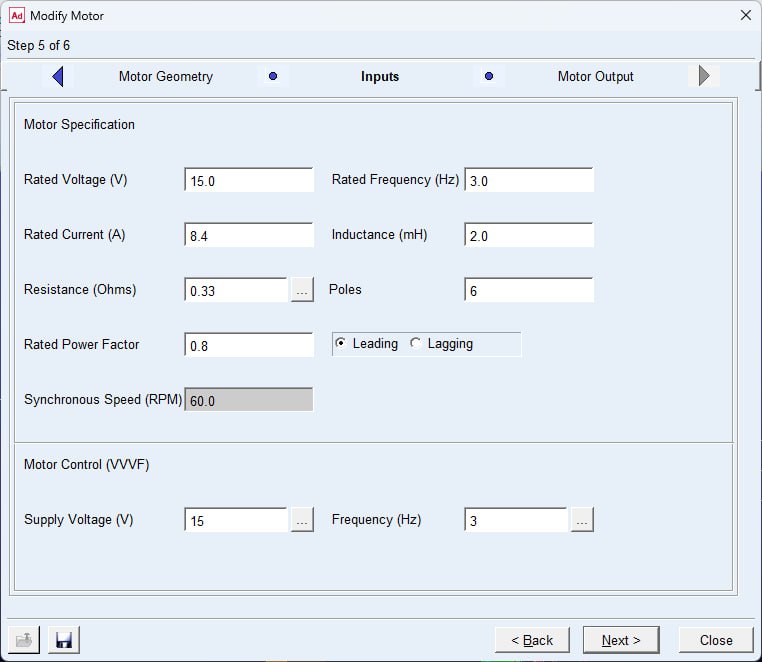 Ad Modify Motor
Step 5 of 6
Motor Geometry Inputs Motor Output
Motor Specification
Rated Voltage (V) 15.0 Rated Frequency (Hz) 3.0
Rated Current (A) 8.4 Inductance (mH) 2.0
Resistance (Ohms) 0.33 ... Poles 6
Rated Power Factor 0.8 Leading Lagging
Synchronous Speed (RPM) 60.0
Motor Control (VVVF)
Supply Voltage (V) 15 ... Frequency (Hz) 3 ...
< Back Next > Close